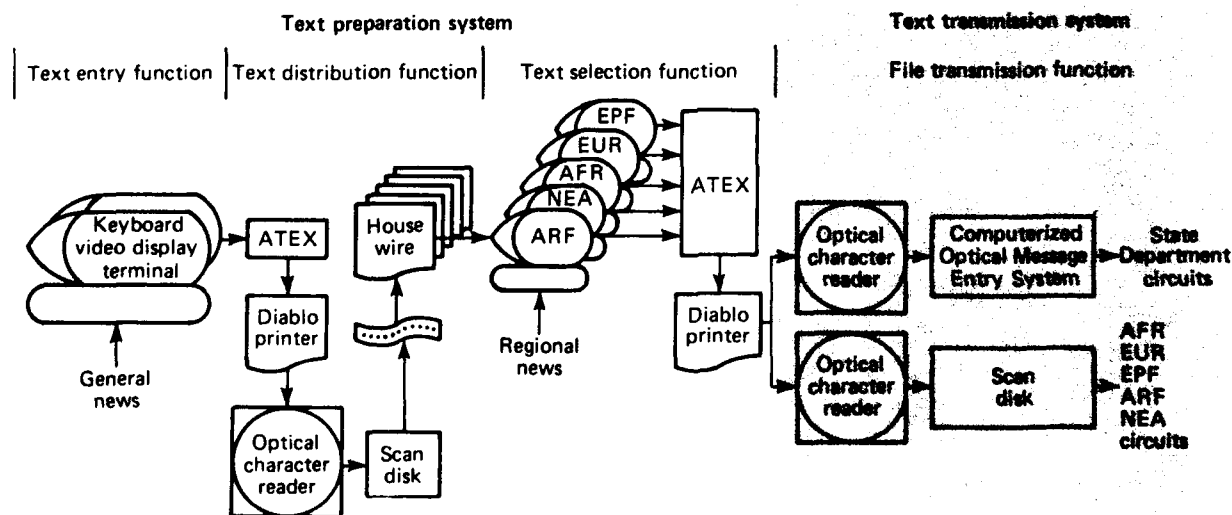 Text preparation system
Text transmission system
Text entry function
Text distribution function
Text selection function
File transmission function
Keyboard
video display
terminal
General
news
ATEX
Diablo
printer
Optical
character
reader
Scan
disk
House
wire
EPF
EUR
AFR
NEA
ARF
Regional
news
ATEX
Diablo
printer
Optical
character
reader
Computerized
Optical Message
Entry System
State
Department
circuits
Optical
character
reader
Scan
disk
AFR
EUR
EPF
ARF
NEA
circuits